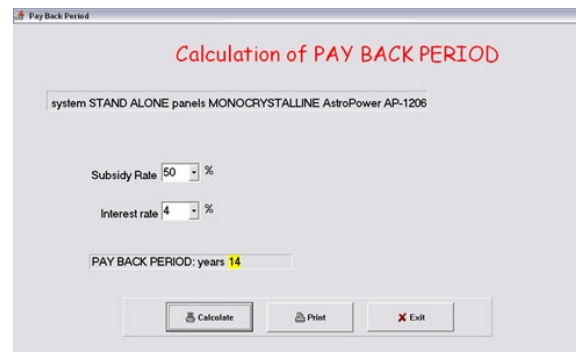 Pay Back Period
Calculation of PAY BACK PERIOD
system STAND ALONE panels MONOCRYSTALLINE AstroPower AP-1206
Subsidy Rate 50 %
Interest rate 4 %
PAY BACK PERIOD: years 14
Calculate Print Exit